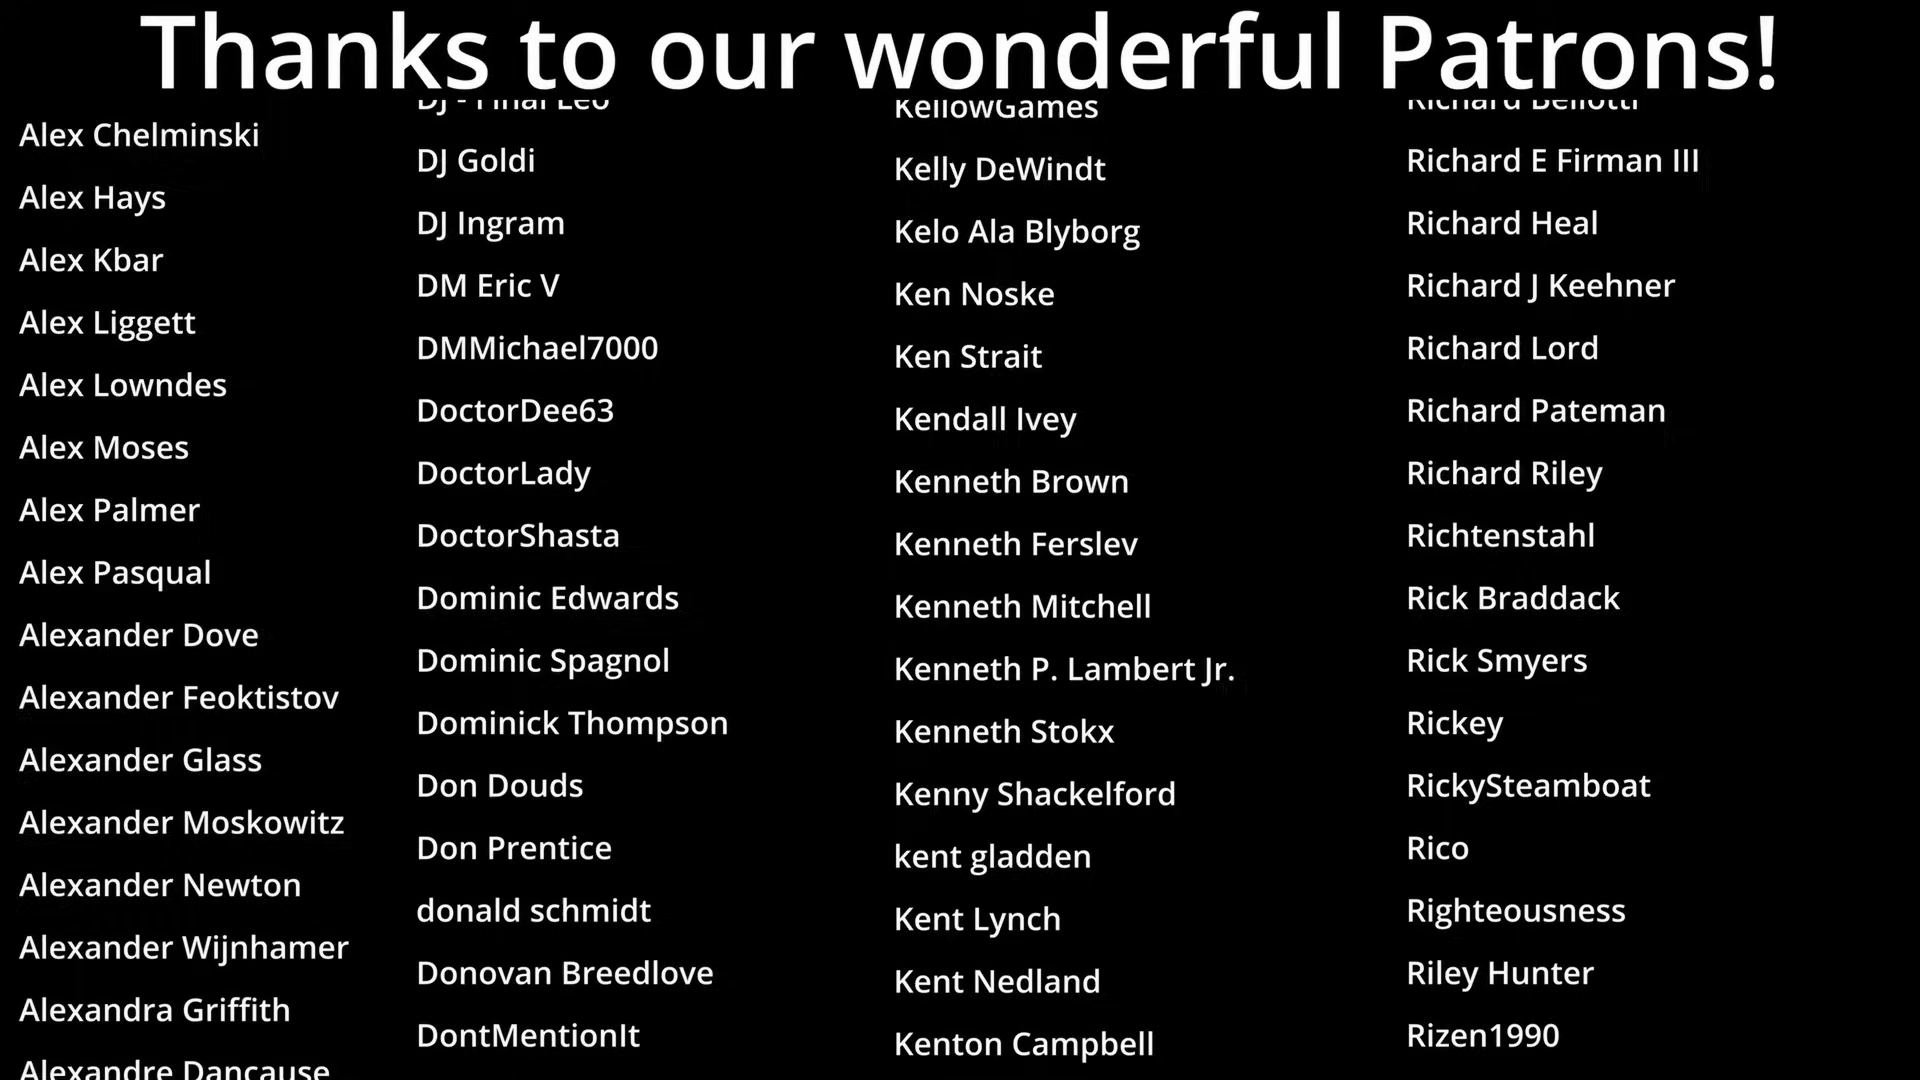 Thanks to our wonderful Patrons!
Alex Chelminski
Alex Hays
Alex Kbar
Alex Liggett
Alex Lowndes
Alex Moses
Alex Palmer
Alex Pasqual
Alexander Dove
Alexander Feoktistov
Alexander Glass
Alexander Moskowitz
Alexander Newton
Alexander Wijnhamer
Alexandra Griffith
Alexandre Dancause
DJ - Final Leo
DJ Goldi
DJ Ingram
DM Eric V
DMMichael7000
DoctorDee63
DoctorLady
DoctorShasta
Dominic Edwards
Dominic Spagnol
Dominick Thompson
Don Douds
Don Prentice
donald schmidt
Donovan Breedlove
DontMentionIt
KellowGames
Kelly DeWindt
Kelo Ala Blyborg
Ken Noske
Ken Strait
Kendall Ivey
Kenneth Brown
Kenneth Ferslev
Kenneth Mitchell
Kenneth P. Lambert Jr.
Kenneth Stokx
Kenny Shackelford
kent gladden
Kent Lynch
Kent Nedland
Kenton Campbell
Richard Bellotti
Richard E Firman III
Richard Heal
Richard J Keehner
Richard Lord
Richard Pateman
Richard Riley
Richtenstahl
Rick Braddack
Rick Smyers
Rickey
RickySteamboat
Rico
Righteousness
Riley Hunter
Rizen1990